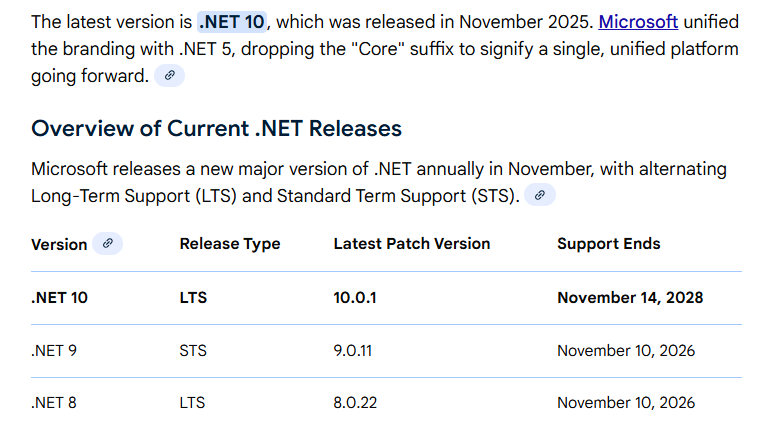 The latest version is .NET 10, which was released in November 2025. Microsoft unified
the branding with .NET 5, dropping the "Core" suffix to signify a single, unified platform
going forward.
Overview of Current .NET Releases
Microsoft releases a new major version of .NET annually in November, with alternating
Long-Term Support (LTS) and Standard Term Support (STS).
Version Release Type Latest Patch Version Support Ends
.NET 10 LTS 10.0.1 November 14, 2028
.NET 9 STS 9.0.11 November 10, 2026
.NET 8 LTS 8.0.22 November 10, 2026